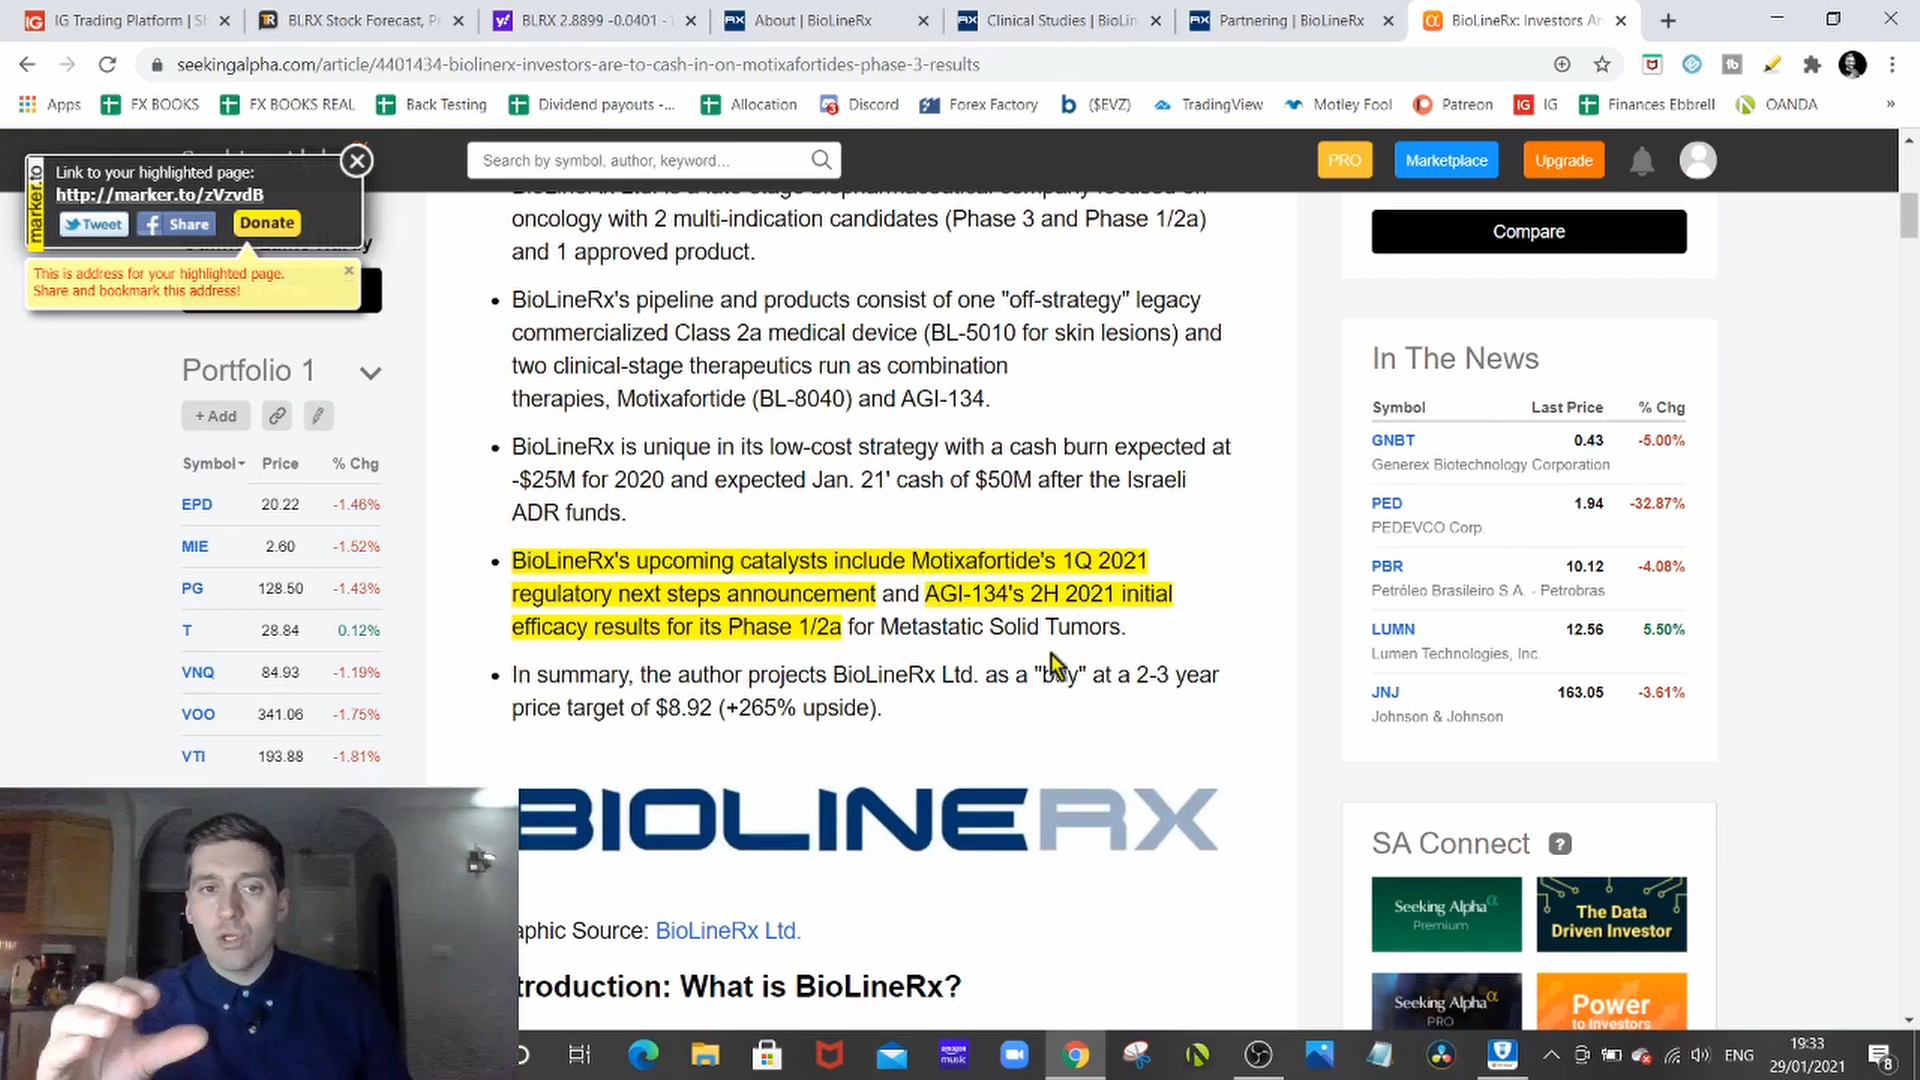 IG Trading Platform | S
BLRX Stock Forecast, P
BLRX 2.8899 -0.0401 -
About | BioLineRx
Clinical Studies | BioLin
Partnering | BioLineRx
BioLineRx: Investors Ar
seekingalpha.com/article/4401434-biolinerx-investors-are-to-cash-in-on-motixafortides-phase-3-results
Apps
FX BOOKS
FX BOOKS REAL
Back Testing
Dividend payouts -...
Allocation
Discord
Forex Factory
($EVZ)
TradingView
Motley Fool
Patreon
IG
Finances Ebbrell
OANDA
»
marker.to
Link to your highlighted page:
http://marker.to/zVzvdB
Tweet
Share
Donate
This is address for your highlighted page.
Share and bookmark this address!
Search by symbol, author, keyword...
PRO
Marketplace
Upgrade
oncology with 2 multi-indication candidates (Phase 3 and Phase 1/2a)
and 1 approved product.
• BioLineRx's pipeline and products consist of one "off-strategy" legacy
commercialized Class 2a medical device (BL-5010 for skin lesions) and
two clinical-stage therapeutics run as combination
therapies, Motixafortide (BL-8040) and AGI-134.
• BioLineRx is unique in its low-cost strategy with a cash burn expected at
-$25M for 2020 and expected Jan. 21' cash of $50M after the Israeli
ADR funds.
• BioLineRx's upcoming catalysts include Motixafortide's 1Q 2021
regulatory next steps announcement and AGI-134's 2H 2021 initial
efficacy results for its Phase 1/2a for Metastatic Solid Tumors.
• In summary, the author projects BioLineRx Ltd. as a "buy" at a 2-3 year
price target of $8.92 (+265% upside).
BIOLINERX
aphic Source: BioLineRx Ltd.
troduction: What is BioLineRx?
Portfolio 1
+ Add
Symbol Price % Chg
EPD 20.22 -1.46%
MIE 2.60 -1.52%
PG 128.50 -1.43%
T 28.84 0.12%
VNQ 84.93 -1.19%
VOO 341.06 -1.75%
VTI 193.88 -1.81%
Compare
In The News
Symbol Last Price % Chg
GNBT 0.43 -5.00%
Generex Biotechnology Corporation
PED 1.94 -32.87%
PEDEVCO Corp.
PBR 10.12 -4.08%
Petróleo Brasileiro S.A. - Petrobras
LUMN 12.56 5.50%
Lumen Technologies, Inc.
JNJ 163.05 -3.61%
Johnson & Johnson
SA Connect ?
Seeking Alpha α
Premium
The Data
Driven Investor
Seeking Alpha α
PRO
Power
to Investors
amazon
music
ENG
19:33
29/01/2021
8